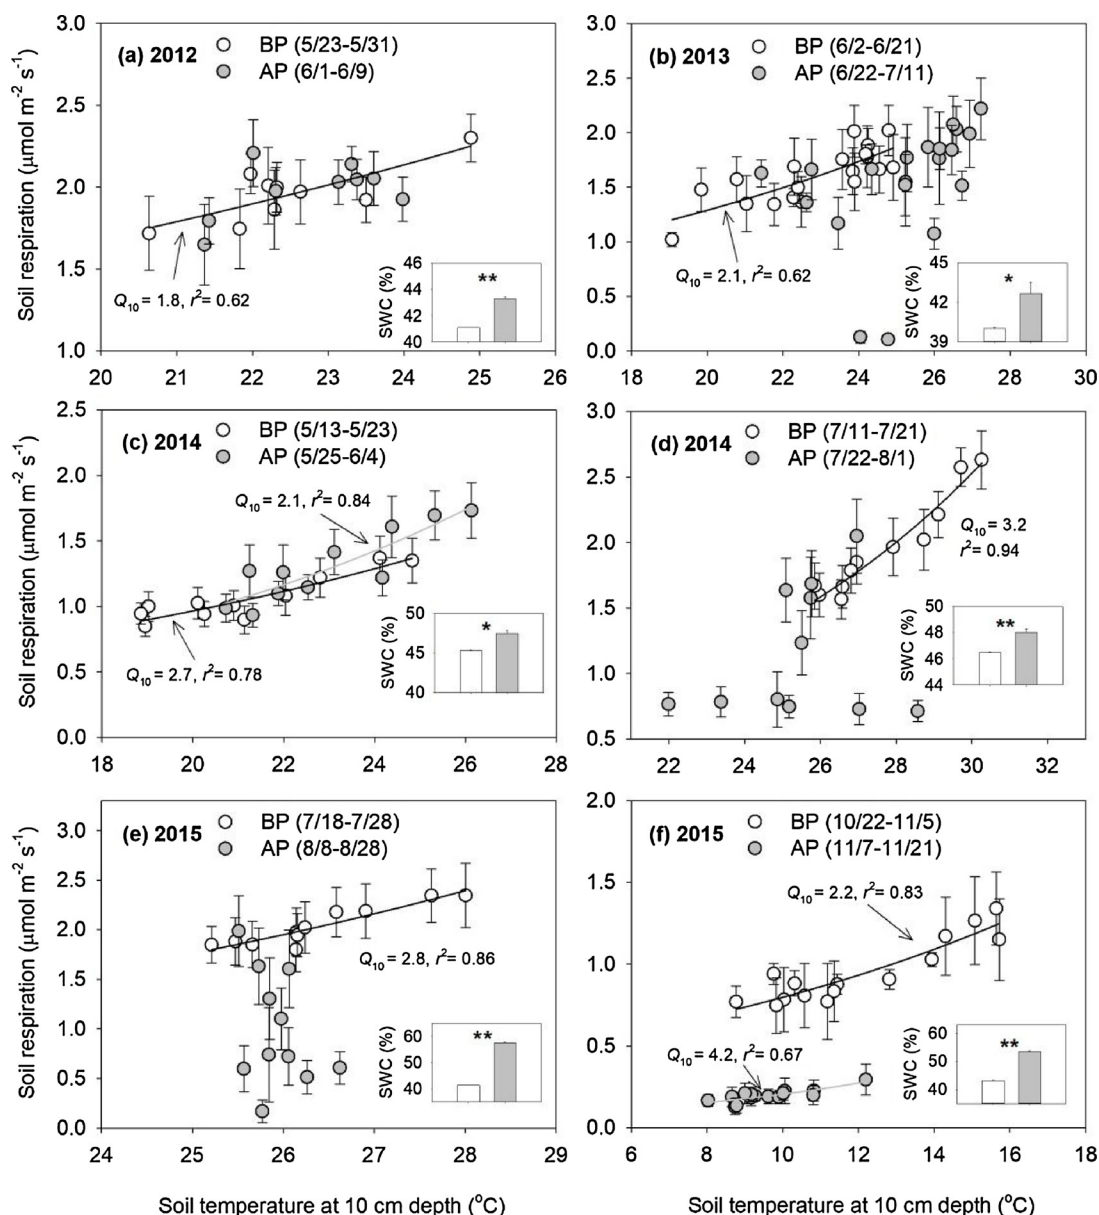 (a) 2012
BP (5/23-5/31)
AP (6/1-6/9)
Soil respiration (μmol m⁻² s⁻¹)
3.0
2.5
2.0
1.5
1.0
Q₁₀ = 1.8, r² = 0.62
SWC (%)
46
44
42
40
**
20 21 22 23 24 25 26
(b) 2013
BP (6/2-6/21)
AP (6/22-7/11)
3.0
2.5
2.0
1.5
1.0
0.5
0.0
Q₁₀ = 2.1, r² = 0.62
SWC (%)
45
42
39
*
18 20 22 24 26 28 30
(c) 2014
BP (5/13-5/23)
AP (5/25-6/4)
Soil respiration (μmol m⁻² s⁻¹)
2.5
2.0
1.5
1.0
0.5
0.0
Q₁₀ = 2.1, r² = 0.84
Q₁₀ = 2.7, r² = 0.78
SWC (%)
50
45
40
*
18 20 22 24 26 28
(d) 2014
BP (7/11-7/21)
AP (7/22-8/1)
3.0
2.5
2.0
1.5
1.0
0.5
Q₁₀ = 3.2
r² = 0.94
SWC (%)
50
48
46
44
**
22 24 26 28 30 32
(e) 2015
BP (7/18-7/28)
AP (8/8-8/28)
Soil respiration (μmol m⁻² s⁻¹)
3.0
2.5
2.0
1.5
1.0
0.5
0.0
Q₁₀ = 2.8, r² = 0.86
SWC (%)
60
50
40
**
24 25 26 27 28 29
Soil temperature at 10 cm depth (°C)
(f) 2015
BP (10/22-11/5)
AP (11/7-11/21)
2.0
1.5
1.0
0.5
0.0
Q₁₀ = 2.2, r² = 0.83
Q₁₀ = 4.2, r² = 0.67
SWC (%)
60
50
40
**
6 8 10 12 14 16 18
Soil temperature at 10 cm depth (°C)